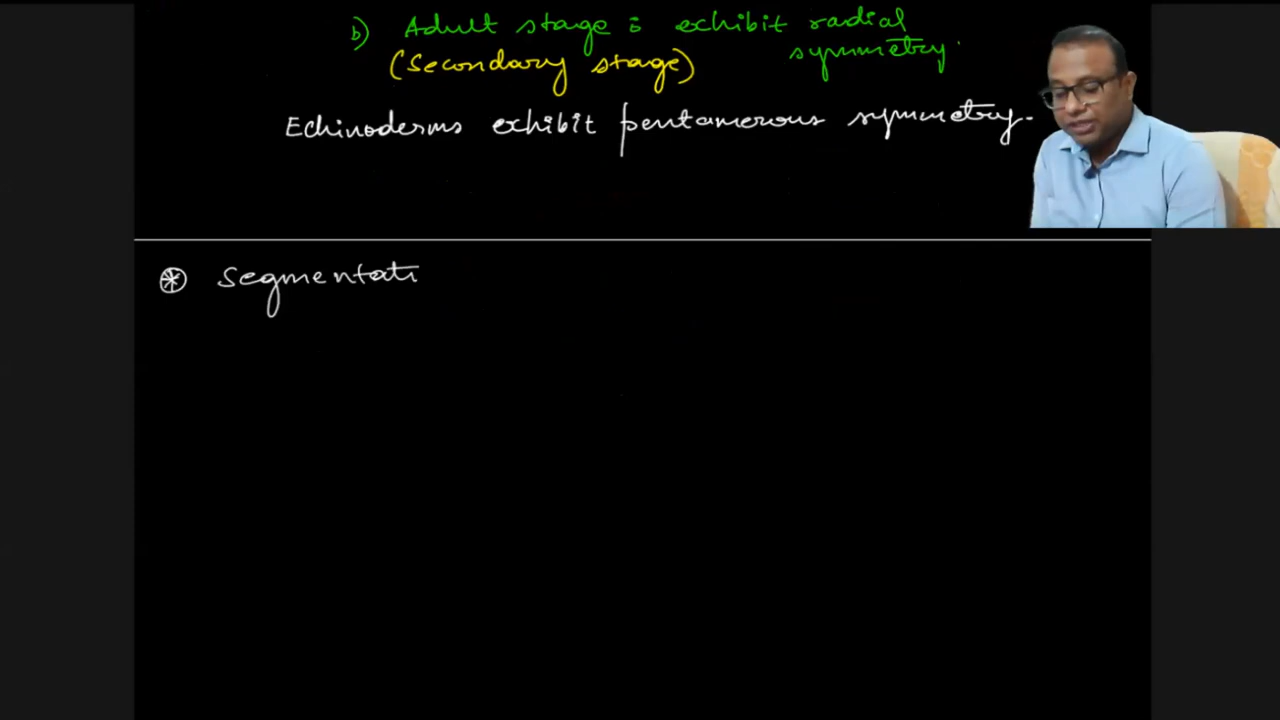 b) Adult stage : exhibit radial
symmetry.
(Secondary stage)
Echinoderms exhibit pentamerous symmetry.
⊛ Segmentati